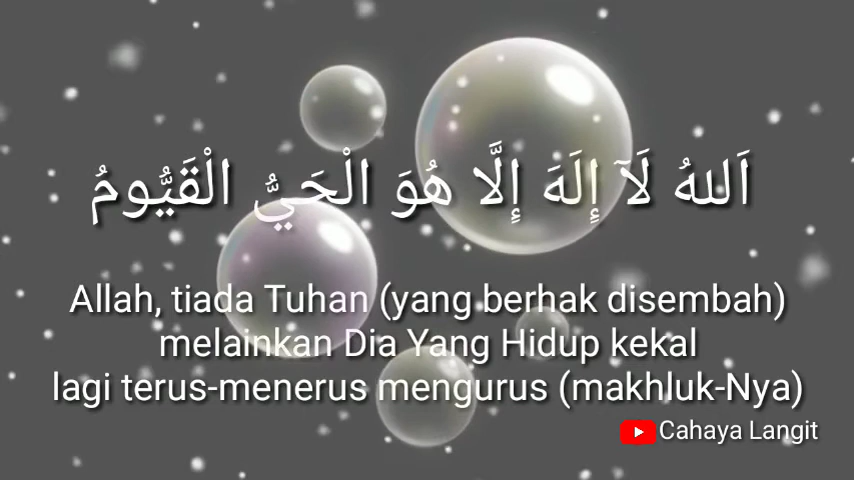 اَللهُ لَآ إِلَهَ إِلَّا هُوَ الْحَيُّ الْقَيُّومُ
Allah, tiada Tuhan (yang berhak disembah)
melainkan Dia Yang Hidup kekal
lagi terus-menerus mengurus (makhluk-Nya)
Cahaya Langit